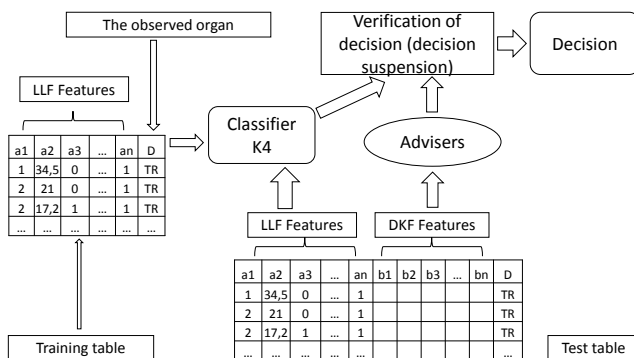 The observed organ
Verification of
decision (decision
suspension)
Decision
LLF Features
Classifier
K4
Advisers
a1 a2 a3 ... an D
1 34,5 0 ... 1 TR
2 21 0 ... 1 TR
2 17,2 1 ... 1 TR
... ... ... ... ... ...
LLF Features
DKF Features
a1 a2 a3 ... an b1 b2 b3 ... bn D
1 34,5 0 ... 1 TR
2 21 0 ... 1 TR
2 17,2 1 ... 1 TR
... ... ... ... ... ...
Training table
Test table